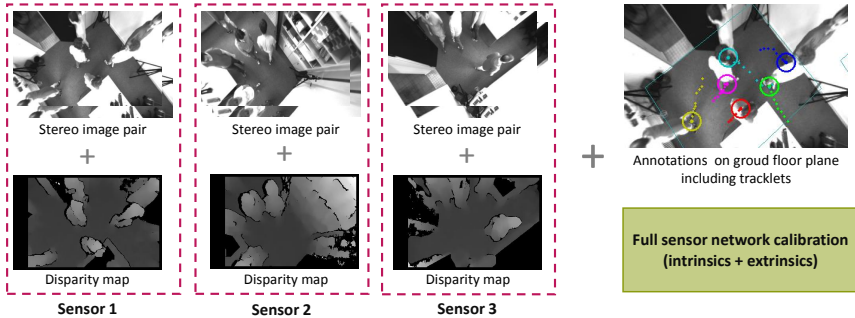 Stereo image pair
Stereo image pair
Stereo image pair
+
+
+
+
Annotations on groud floor plane
including tracklets
Disparity map
Disparity map
Disparity map
Full sensor network calibration
(intrinsics + extrinsics)
Sensor 1
Sensor 2
Sensor 3